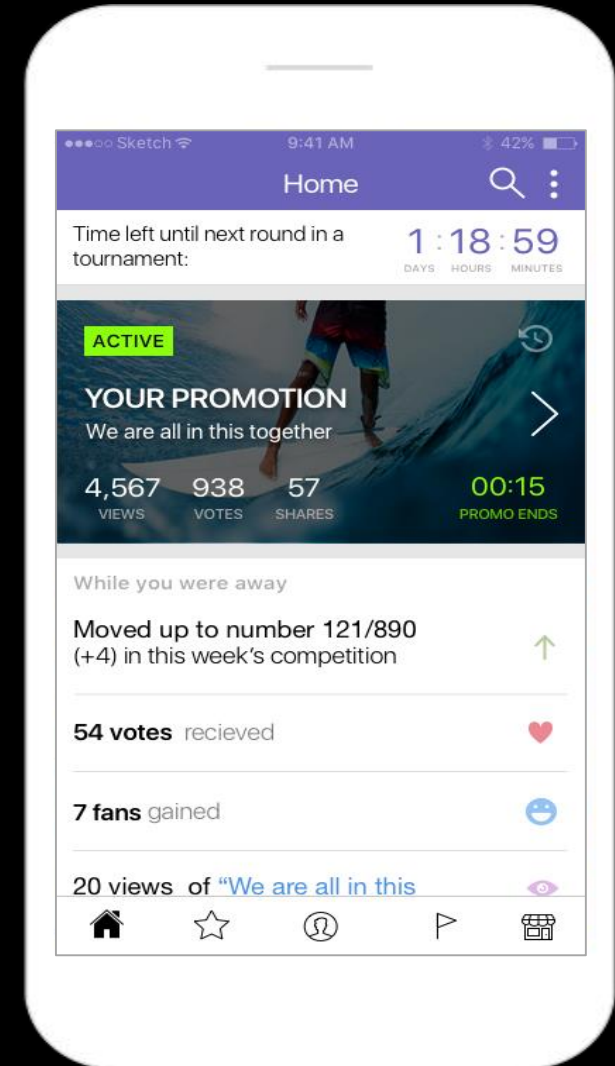 Sketch 9:41 AM 42%
Home
Time left until next round in a
tournament:
1 : 18 : 59
DAYS HOURS MINUTES
ACTIVE
YOUR PROMOTION
We are all in this together
4,567 938 57 00:15
VIEWS VOTES SHARES PROMO ENDS
While you were away
Moved up to number 121/890
(+4) in this week's competition
54 votes recieved
7 fans gained
20 views of “We are all in this